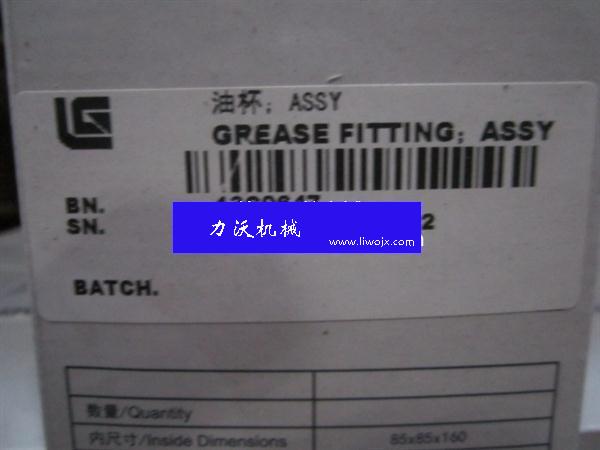 油杯; ASSY
GREASE FITTING; ASSY
BN.
SN.
力沃机械
www.liwojx.com
BATCH.
数量/Quantity
内尺寸/Inside Dimensions 85x85x160